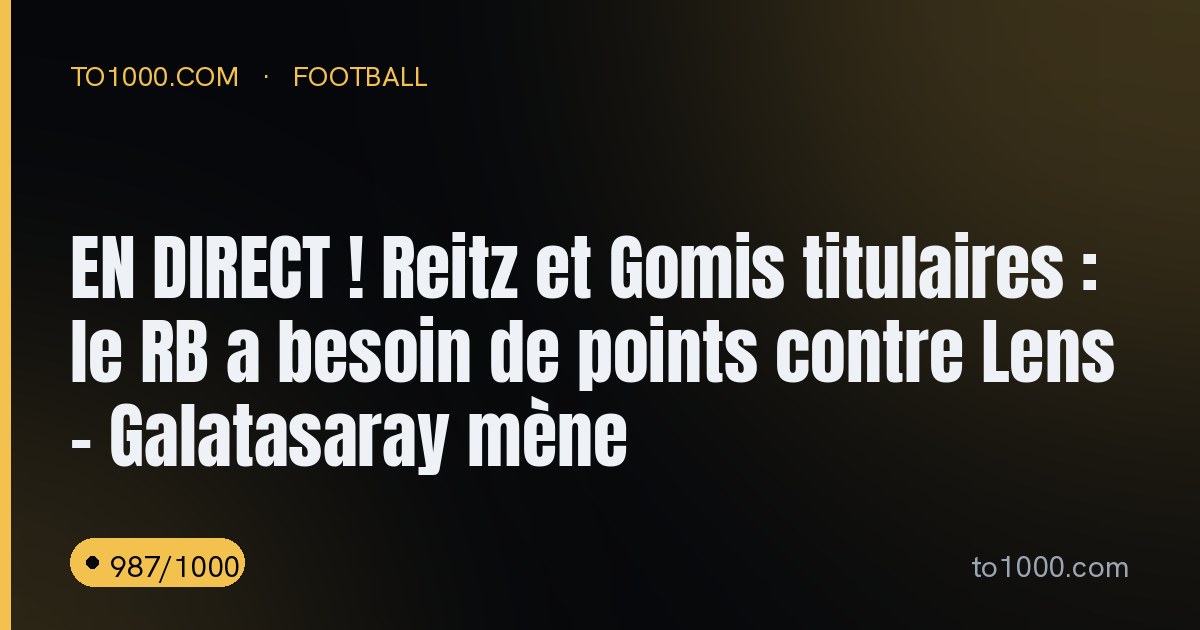 TO1000.COM · FOOTBALL
EN DIRECT ! Reitz et Gomis titulaires :
le RB a besoin de points contre Lens
- Galatasaray mène
987/1000
to1000.com